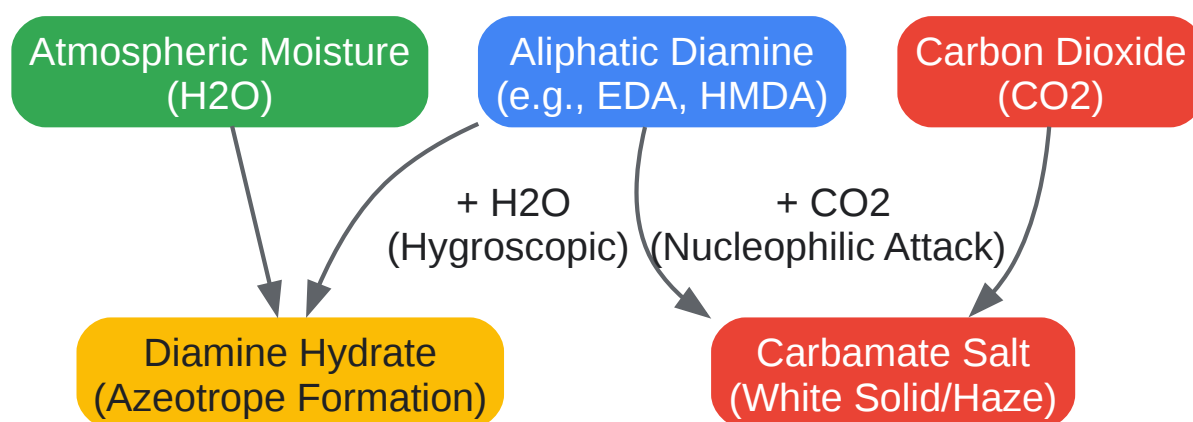 Atmospheric Moisture
(H2O)
Aliphatic Diamine
(e.g., EDA, HMDA)
Carbon Dioxide
(CO2)
+ H2O
(Hygroscopic)
+ CO2
(Nucleophilic Attack)
Diamine Hydrate
(Azeotrope Formation)
Carbamate Salt
(White Solid/Haze)